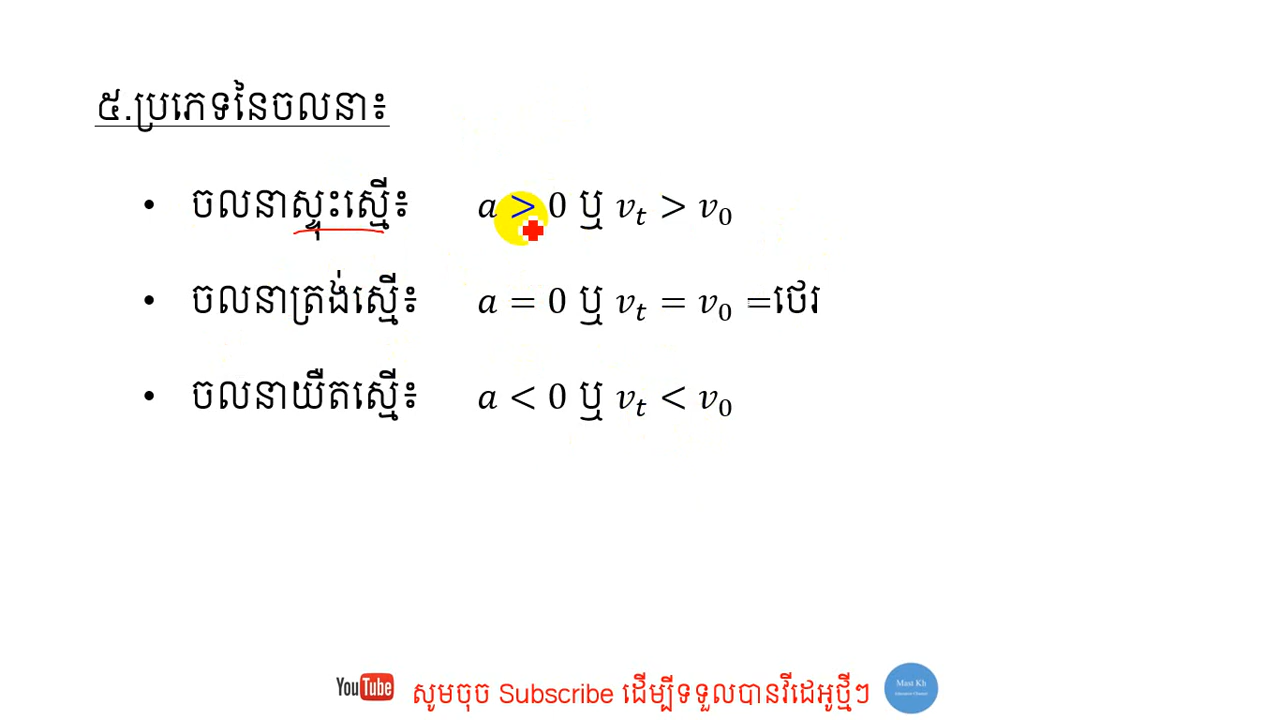 ៥.ប្រភេទនៃចលនា៖
• ចលនាស្ទុះស្មើ៖ a > 0 ឬ vₜ > v₀
• ចលនាត្រង់ស្មើ៖ a = 0 ឬ vₜ = v₀ =ថេរ
• ចលនាយឺតស្មើ៖ a < 0 ឬ vₜ < v₀
YouTube សូមចុច Subscribe ដើម្បីទទួលបានវីដេអូថ្មីៗ